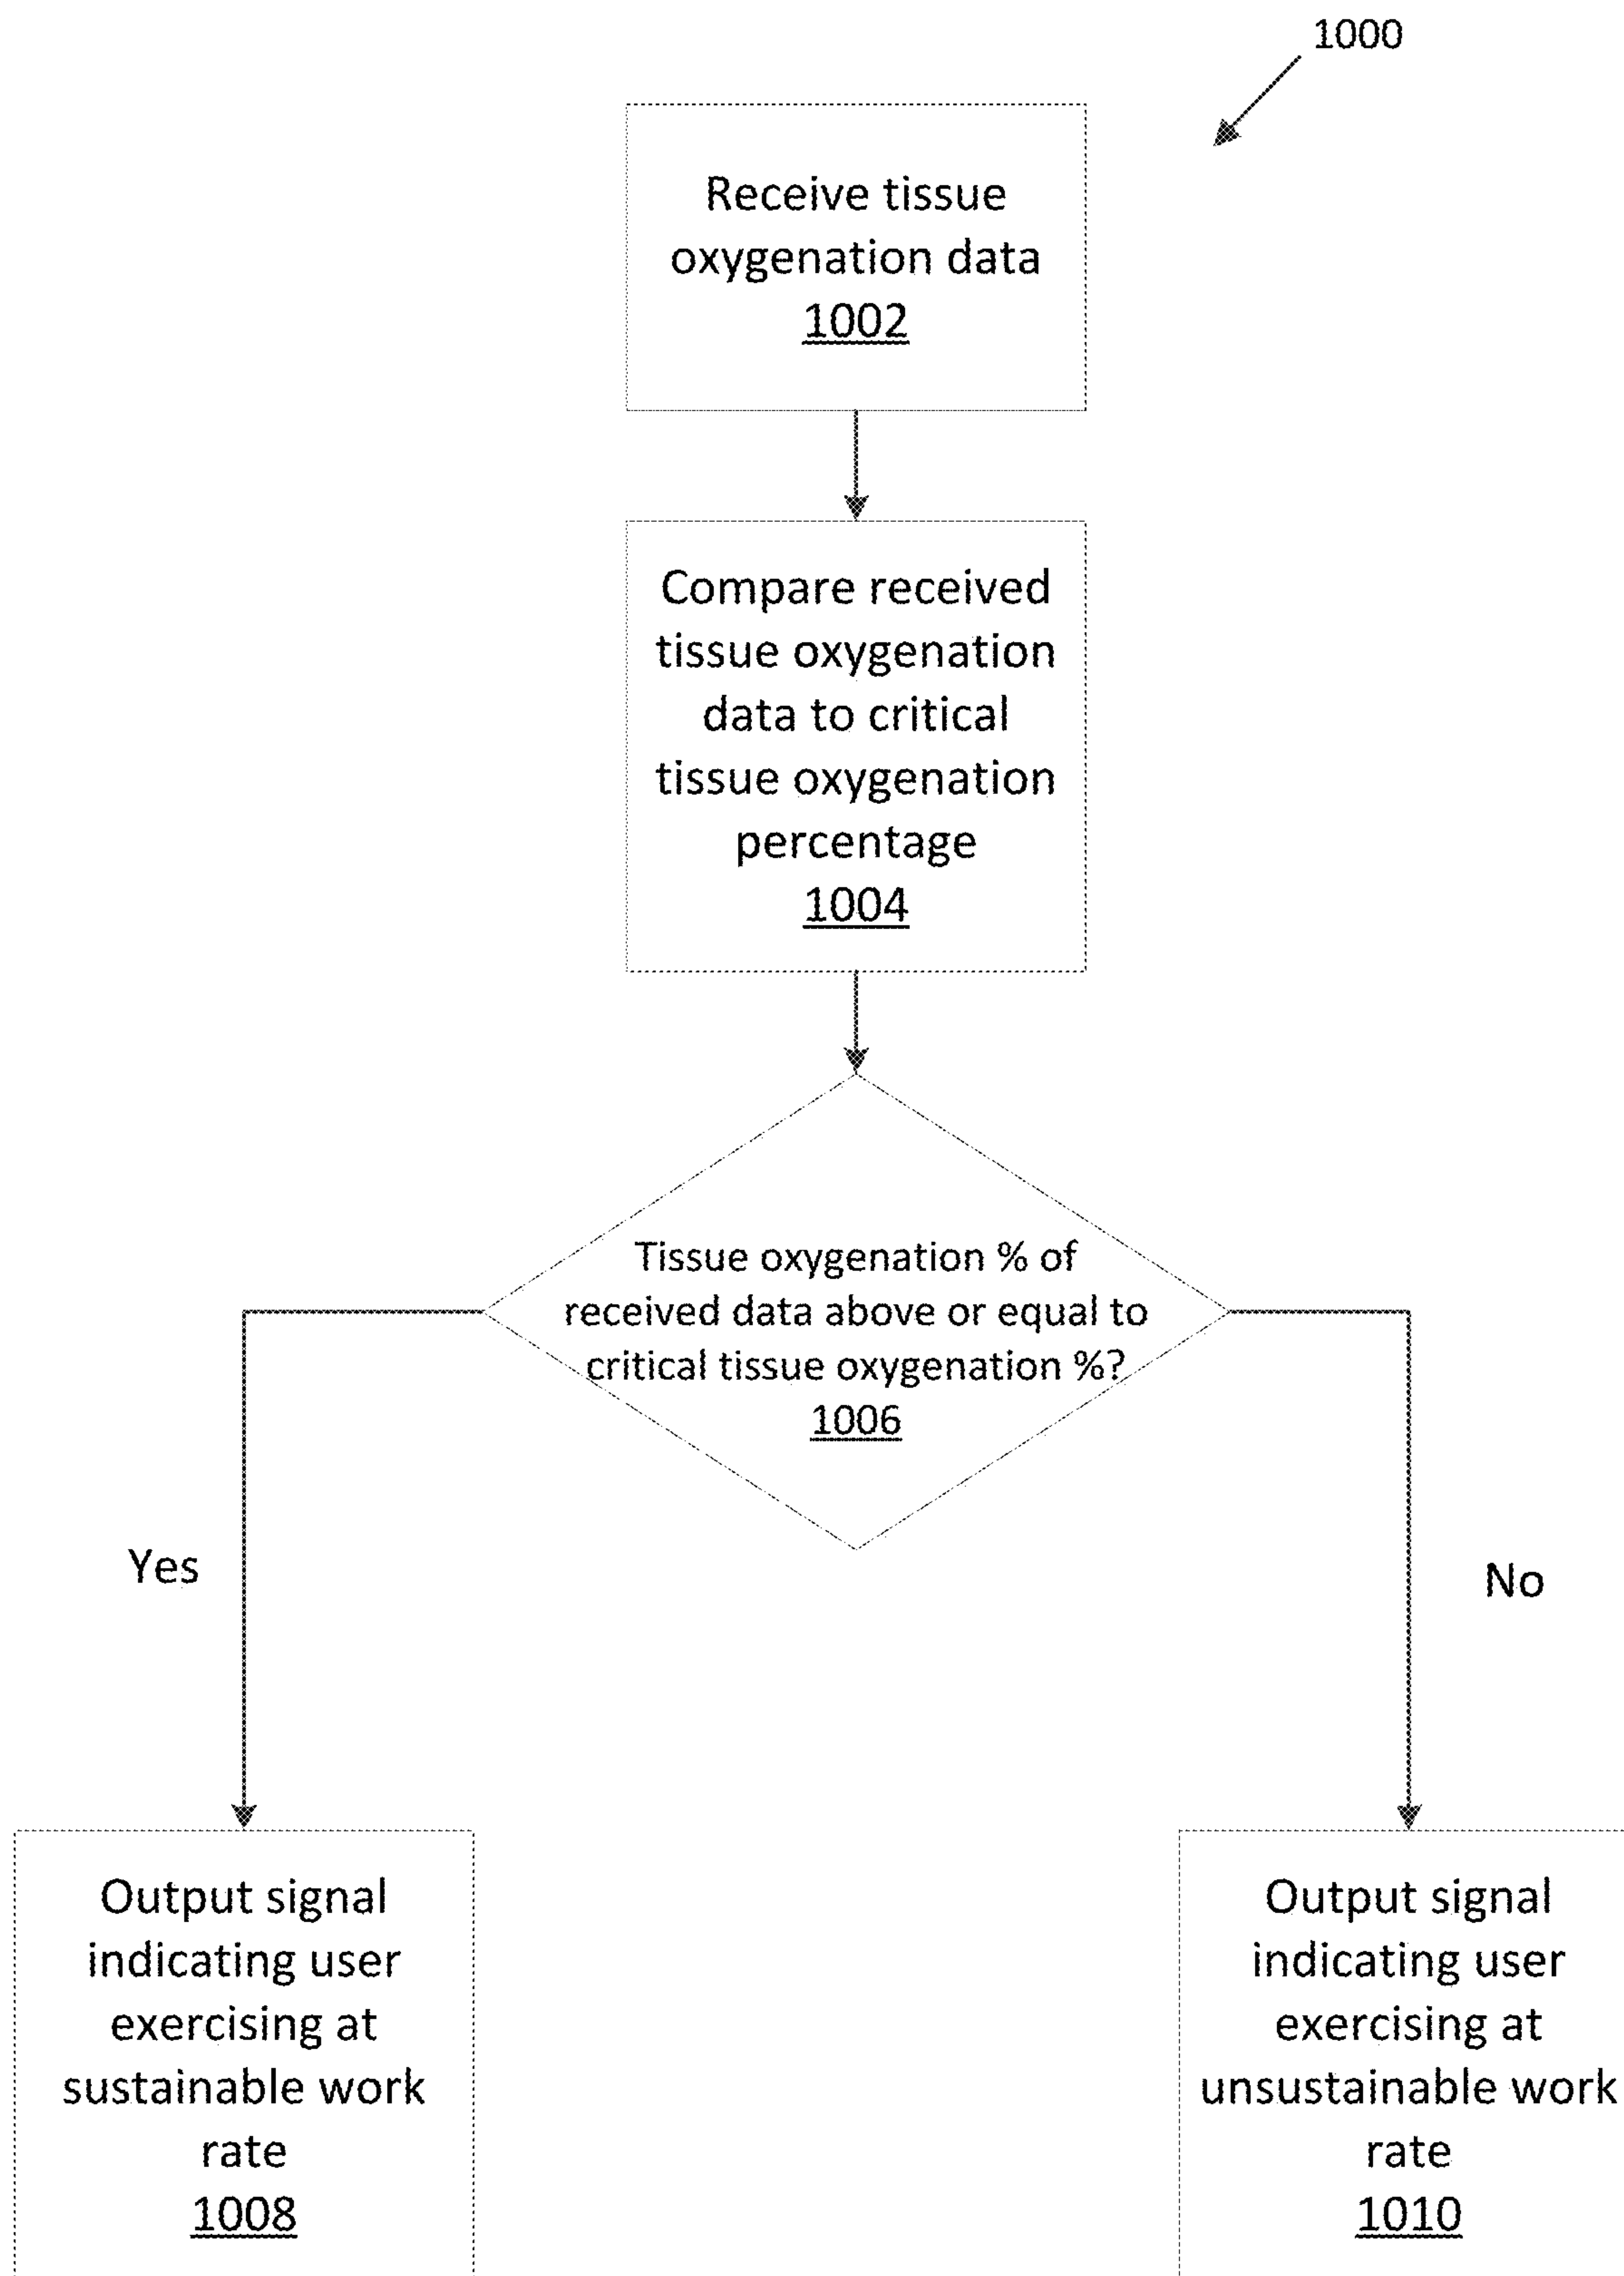 1000
Receive tissue
oxygenation data
1002
Compare received
tissue oxygenation
data to critical
tissue oxygenation
percentage
1004
Tissue oxygenation % of
received data above or equal to
critical tissue oxygenation %?
1006
Yes
No
Output signal
indicating user
exercising at
sustainable work
rate
1008
Output signal
indicating user
exercising at
unsustainable work
rate
1010